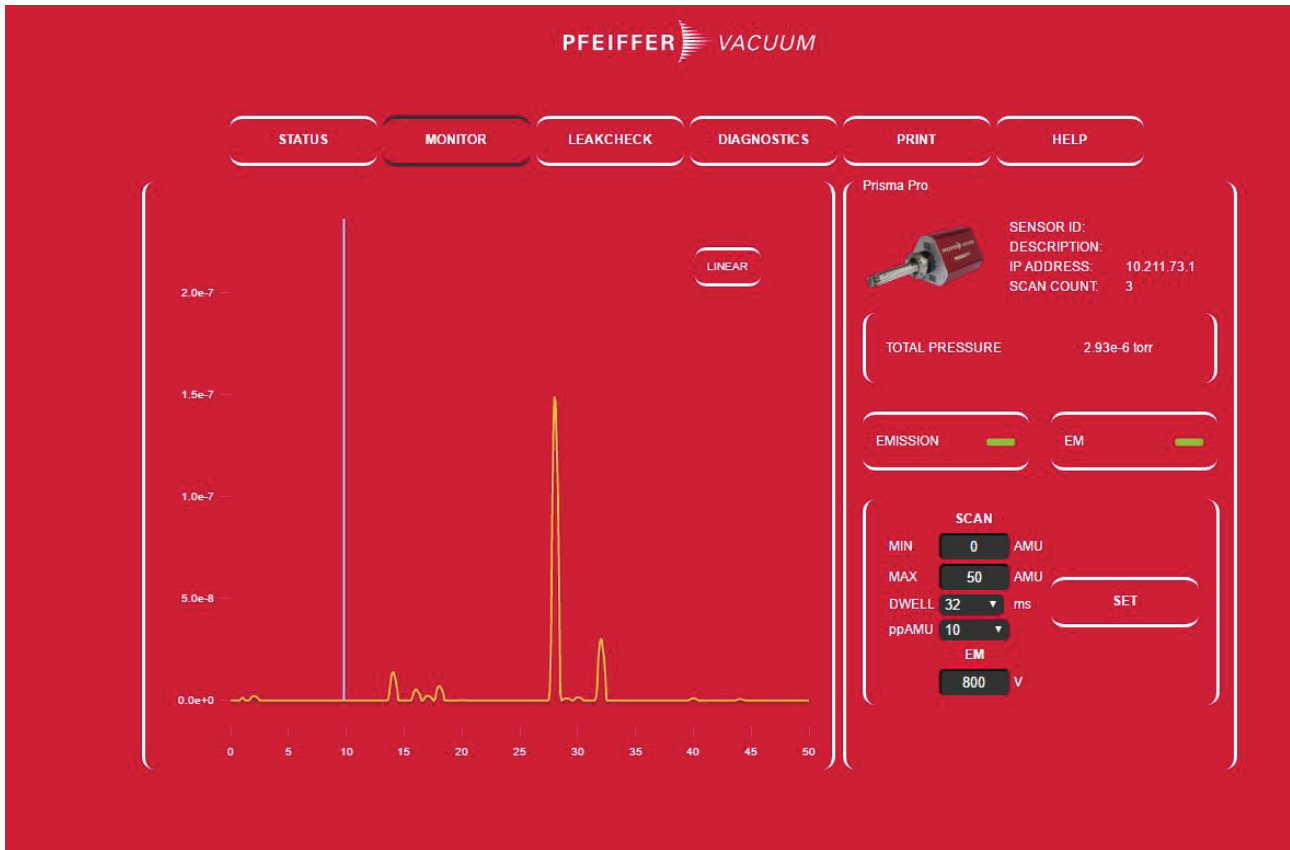 PFEIFFER VACUUM
STATUS MONITOR LEAKCHECK DIAGNOSTICS PRINT HELP
LINEAR
2.0e-7
1.5e-7
1.0e-7
5.0e-8
0.0e+0
0 5 10 15 20 25 30 35 40 45 50
Prisma Pro
SENSOR ID:
DESCRIPTION:
IP ADDRESS: 10.211.73.1
SCAN COUNT: 3
TOTAL PRESSURE 2.93e-6 torr
EMISSION EM
SCAN
MIN 0 AMU
MAX 50 AMU
DWELL 32 ms
SET
ppAMU 10
EM
800 V